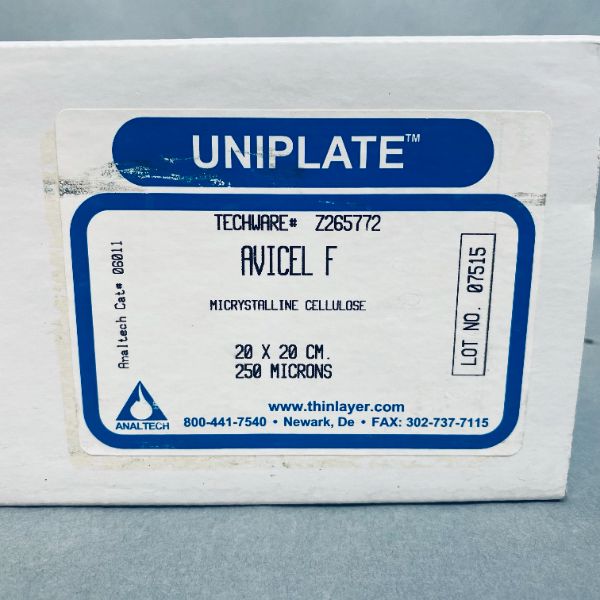 UNIPLATE™
TECHWARE# Z265772
AVICEL F
MICRYSTALLINE CELLULOSE
20 X 20 CM.
250 MICRONS
Analtech Cat# 06011
LOT NO. 07515
www.thinlayer.com
ANALTECH
800-441-7540 • Newark, De • FAX: 302-737-7115